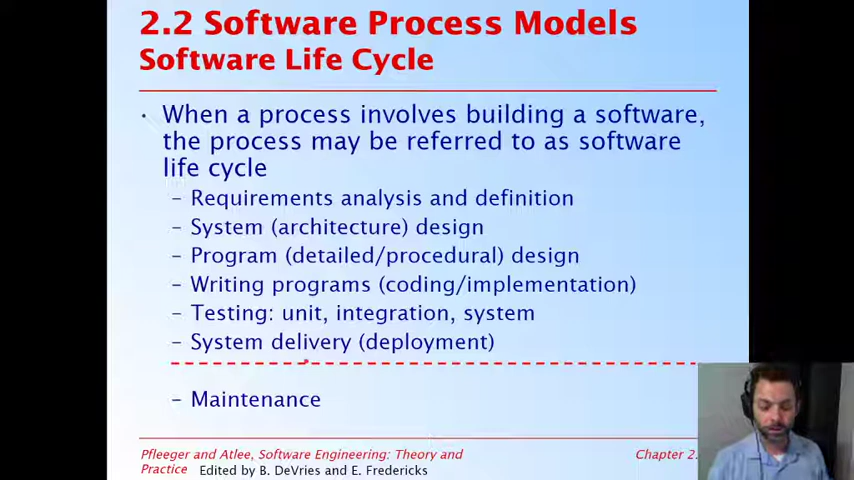 2.2 Software Process Models
Software Life Cycle
• When a process involves building a software,
the process may be referred to as software
life cycle
– Requirements analysis and definition
– System (architecture) design
– Program (detailed/procedural) design
– Writing programs (coding/implementation)
– Testing: unit, integration, system
– System delivery (deployment)
– Maintenance
Pfleeger and Atlee, Software Engineering: Theory and
Practice Edited by B. DeVries and E. Fredericks
Chapter 2.